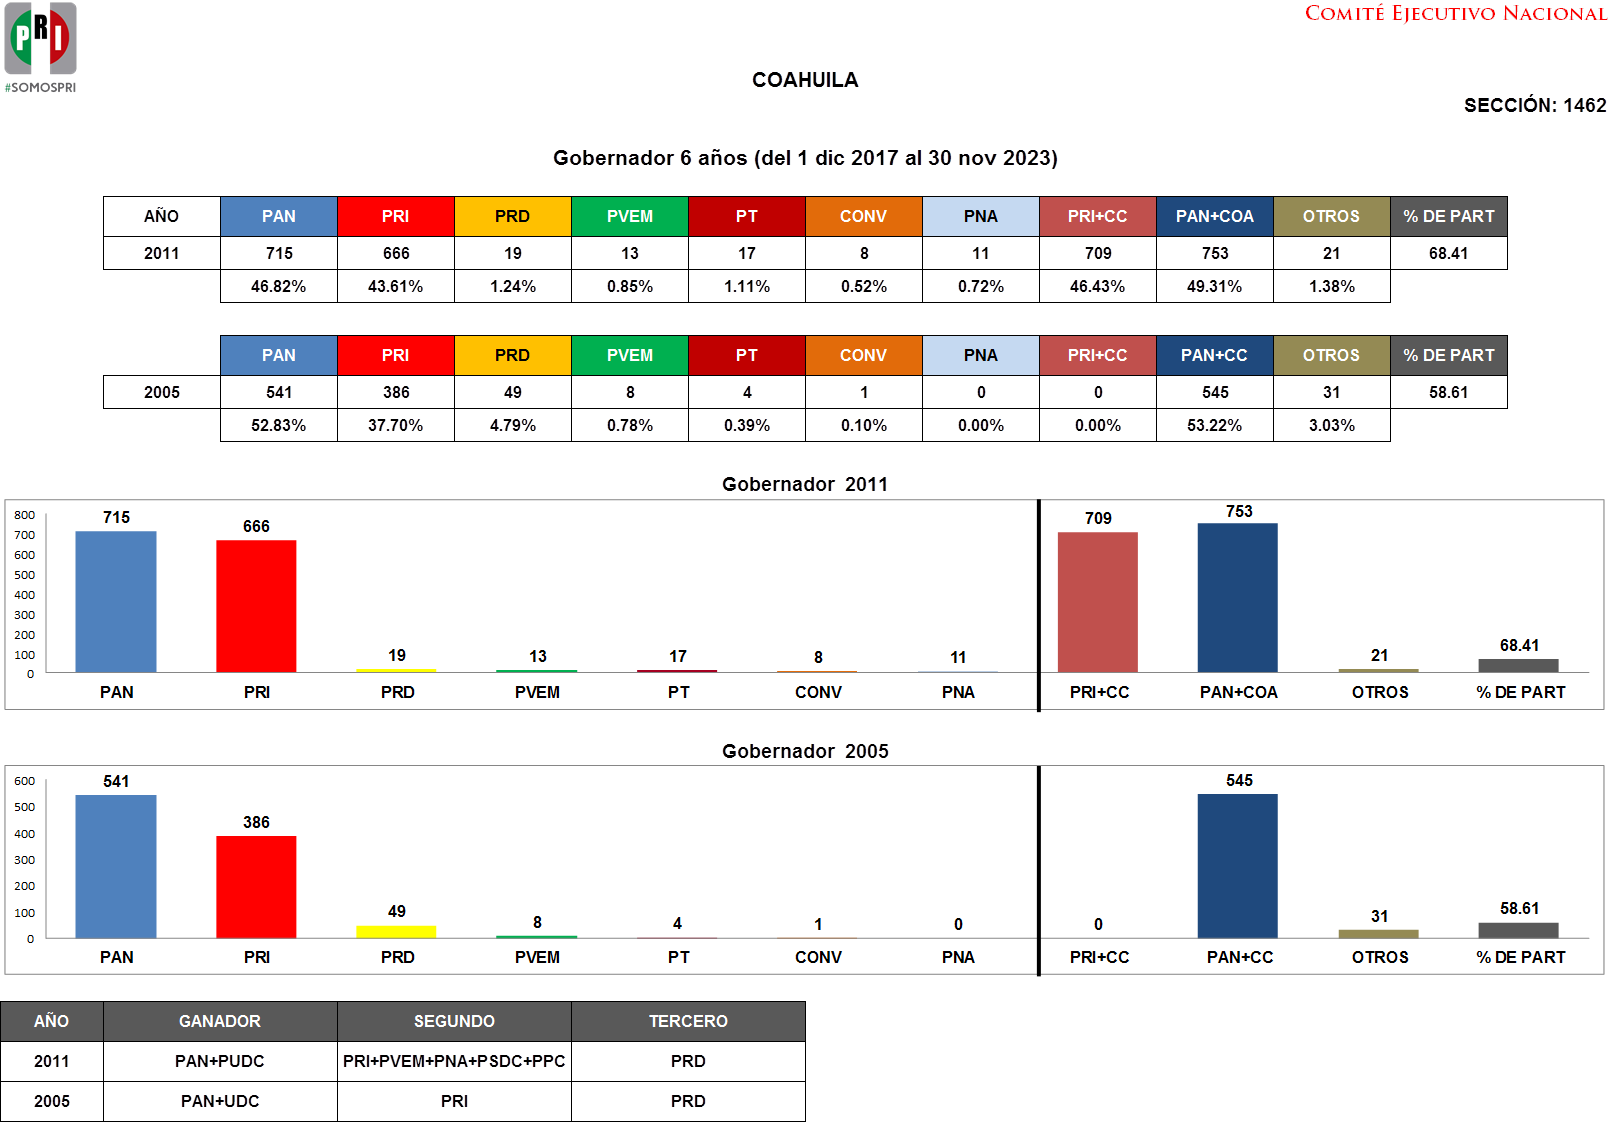 PRI
#SOMOSPRI
COMITÉ EJECUTIVO NACIONAL
COAHUILA
SECCIÓN: 1462
Gobernador 6 años (del 1 dic 2017 al 30 nov 2023)
AÑO PAN PRI PRD PVEM PT CONV PNA PRI+CC PAN+COA OTROS % DE PART
2011 715 666 19 13 17 8 11 709 753 21 68.41
46.82% 43.61% 1.24% 0.85% 1.11% 0.52% 0.72% 46.43% 49.31% 1.38%
PAN PRI PRD PVEM PT CONV PNA PRI+CC PAN+CC OTROS % DE PART
2005 541 386 49 8 4 1 0 0 545 31 58.61
52.83% 37.70% 4.79% 0.78% 0.39% 0.10% 0.00% 0.00% 53.22% 3.03%
Gobernador 2011
800
700
600
500
400
300
200
100
0
715 666 19 13 17 8 11 709 753 21 68.41
PAN PRI PRD PVEM PT CONV PNA PRI+CC PAN+COA OTROS % DE PART
Gobernador 2005
600
500
400
300
200
100
0
541 386 49 8 4 1 0 0 545 31 58.61
PAN PRI PRD PVEM PT CONV PNA PRI+CC PAN+CC OTROS % DE PART
AÑO GANADOR SEGUNDO TERCERO
2011 PAN+PUDC PRI+PVEM+PNA+PSDC+PPC PRD
2005 PAN+UDC PRI PRD